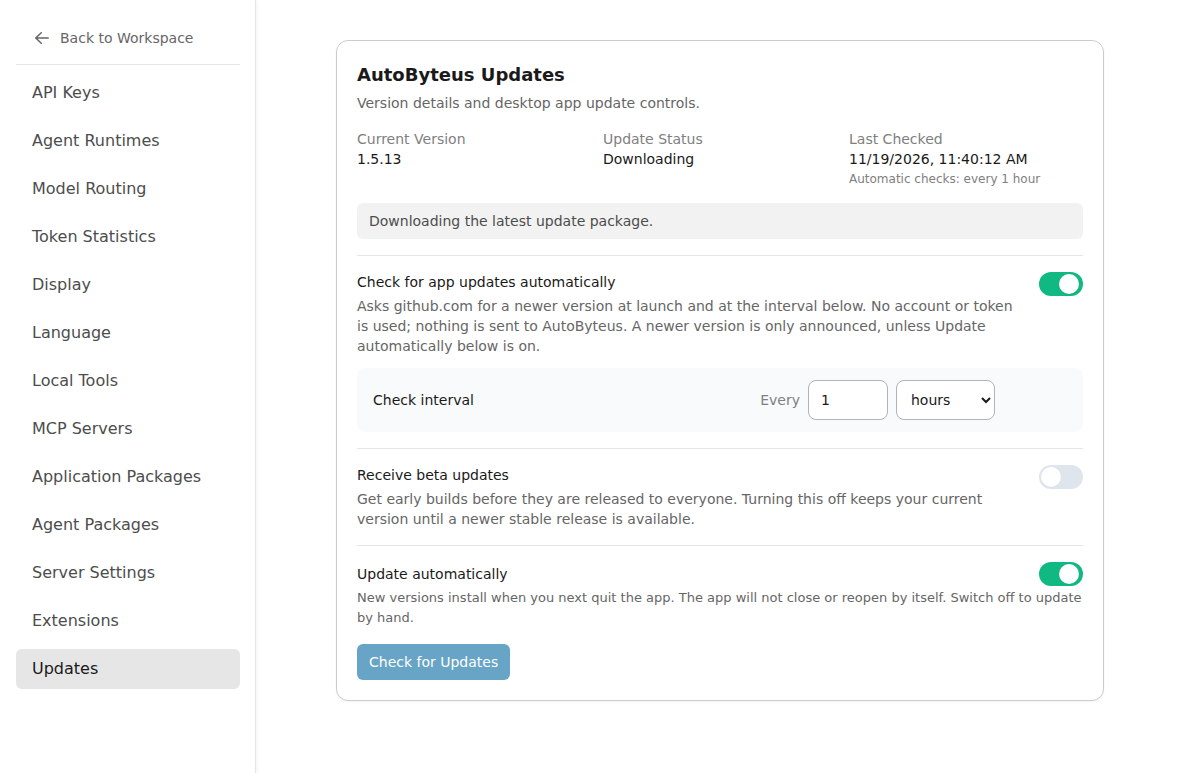 Back to Workspace
API Keys
Agent Runtimes
Model Routing
Token Statistics
Display
Language
Local Tools
MCP Servers
Application Packages
Agent Packages
Server Settings
Extensions
Updates
AutoByteus Updates
Version details and desktop app update controls.
Current Version
1.5.13
Update Status
Downloading
Last Checked
11/19/2026, 11:40:12 AM
Automatic checks: every 1 hour
Downloading the latest update package.
Check for app updates automatically
Asks github.com for a newer version at launch and at the interval below. No account or token
is used; nothing is sent to AutoByteus. A newer version is only announced, unless Update
automatically below is on.
Check interval
Every
1
hours
Receive beta updates
Get early builds before they are released to everyone. Turning this off keeps your current
version until a newer stable release is available.
Update automatically
New versions install when you next quit the app. The app will not close or reopen by itself. Switch off to update
by hand.
Check for Updates